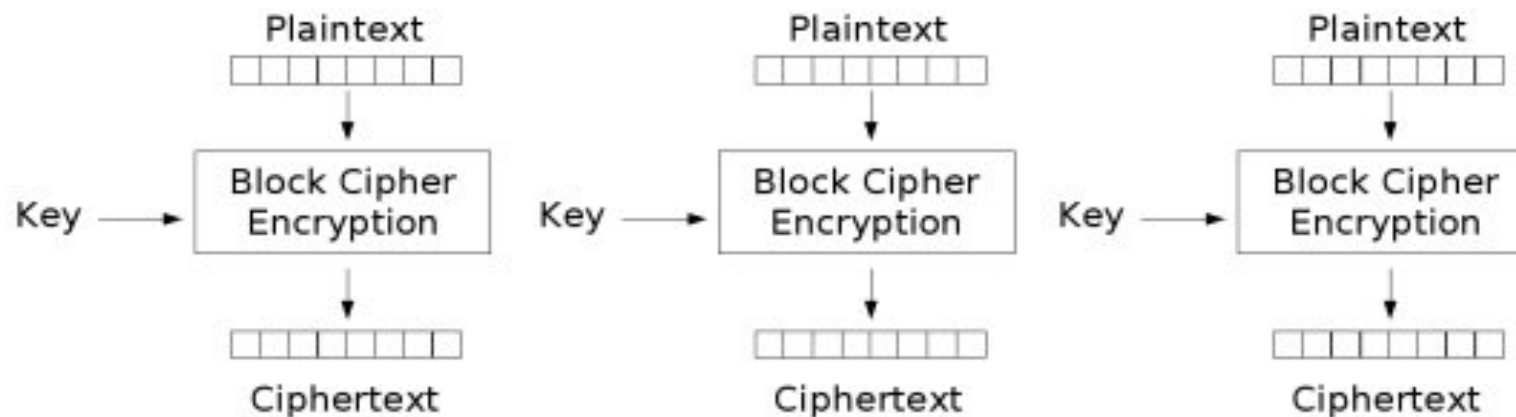 Plaintext Plaintext Plaintext
Block Cipher Block Cipher Block Cipher
Key Encryption Key Encryption Key Encryption
Ciphertext Ciphertext Ciphertext